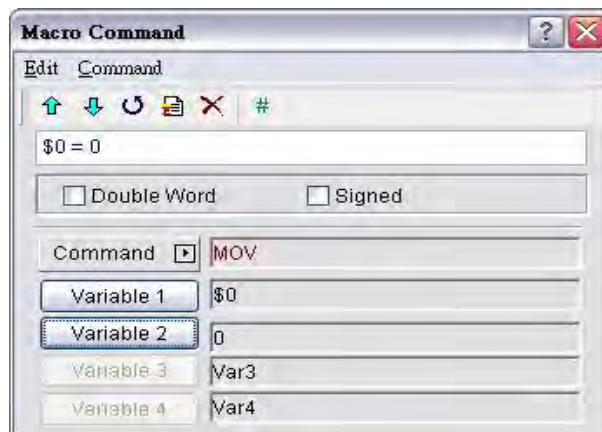 Macro Command
Edit Command
#
$0 = 0
Double Word Signed
Command MOV
Variable 1 $0
Variable 2 0
Variable 3 Var3
Variable 4 Var4